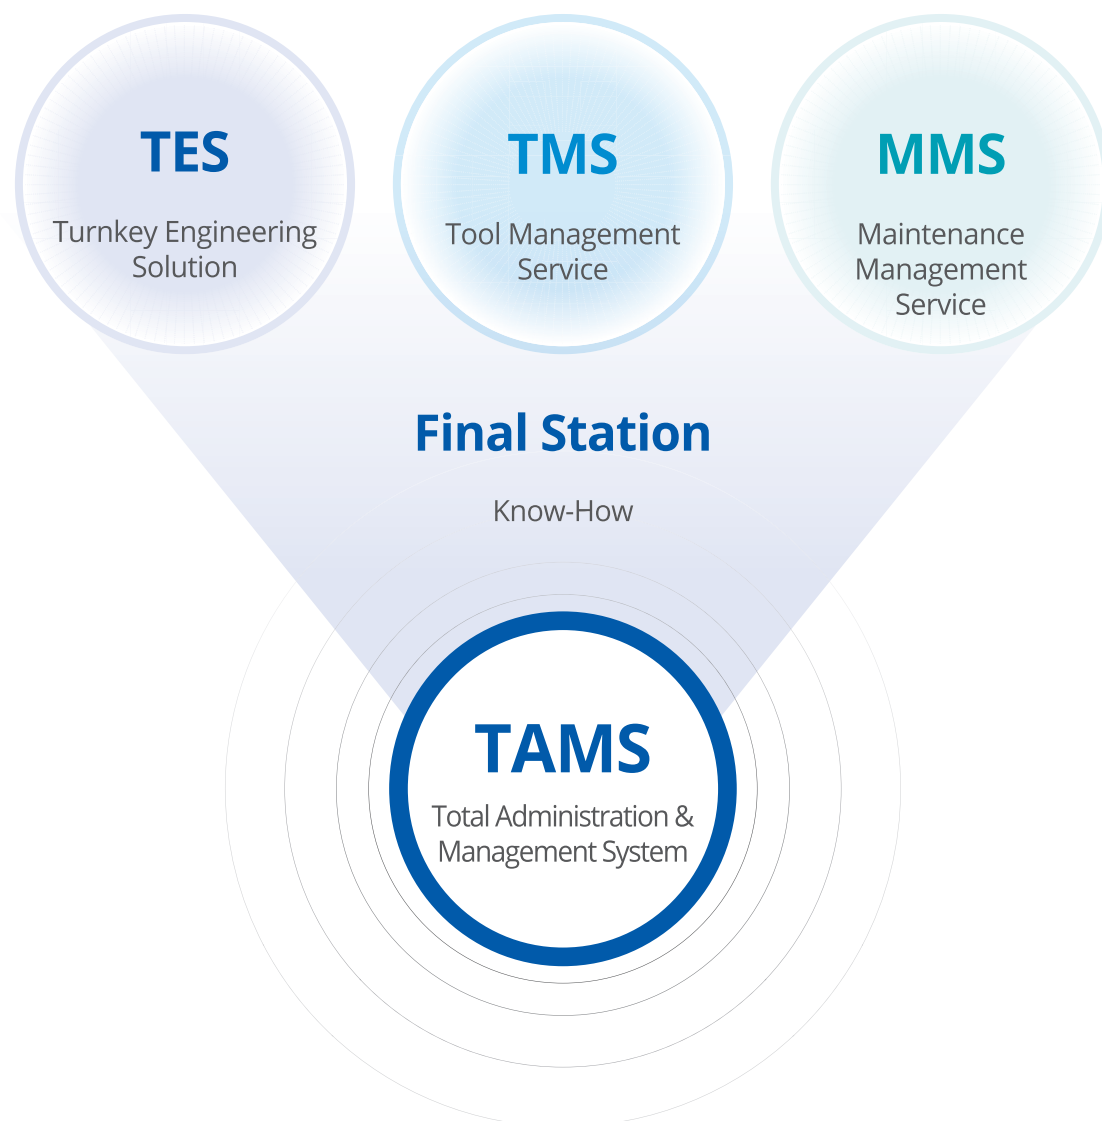 TES
Turnkey Engineering
Solution
TMS
Tool Management
Service
MMS
Maintenance
Management
Service
Final Station
Know-How
TAMS
Total Administration &
Management System